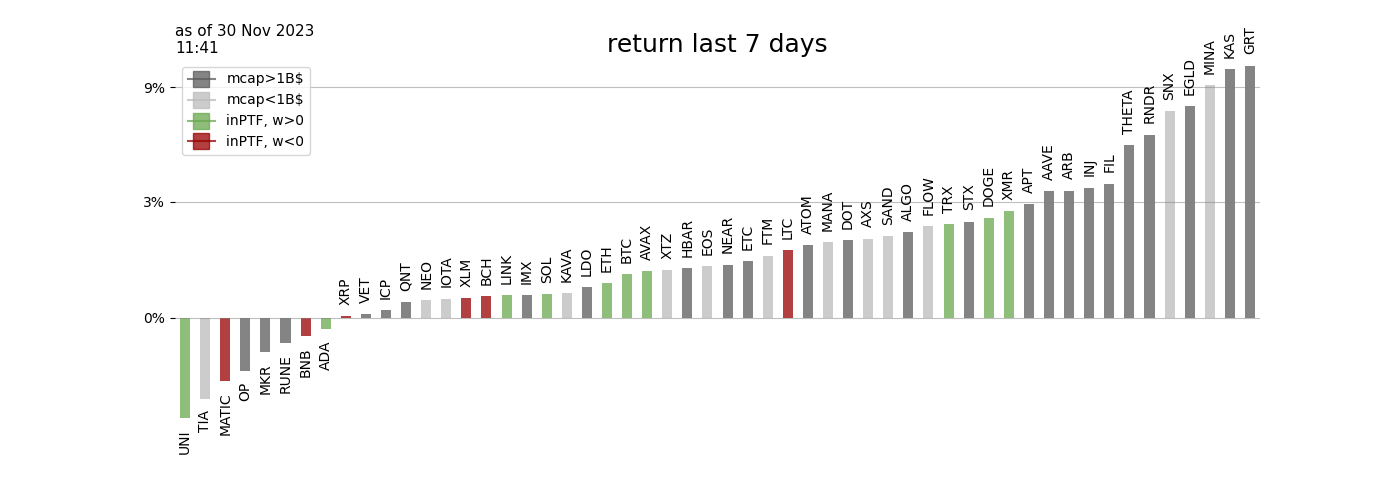 as of 30 Nov 2023
11:41
return last 7 days
mcap>1B$
mcap<1B$
inPTF, w>0
inPTF, w<0
9%
3%
0%
UNI
TIA
MATIC
OP
MKR
RUNE
BNB
ADA
XRP
VET
ICP
QNT
NEO
IOTA
XLM
BCH
LINK
IMX
SOL
KAVA
LDO
ETH
BTC
AVAX
XTZ
HBAR
EOS
NEAR
ETC
FTM
LTC
ATOM
MANA
DOT
AXS
SAND
ALGO
FLOW
TRX
STX
DOGE
XMR
APT
AAVE
ARB
INJ
FIL
THETA
RNDR
SNX
EGLD
MINA
KAS
GRT